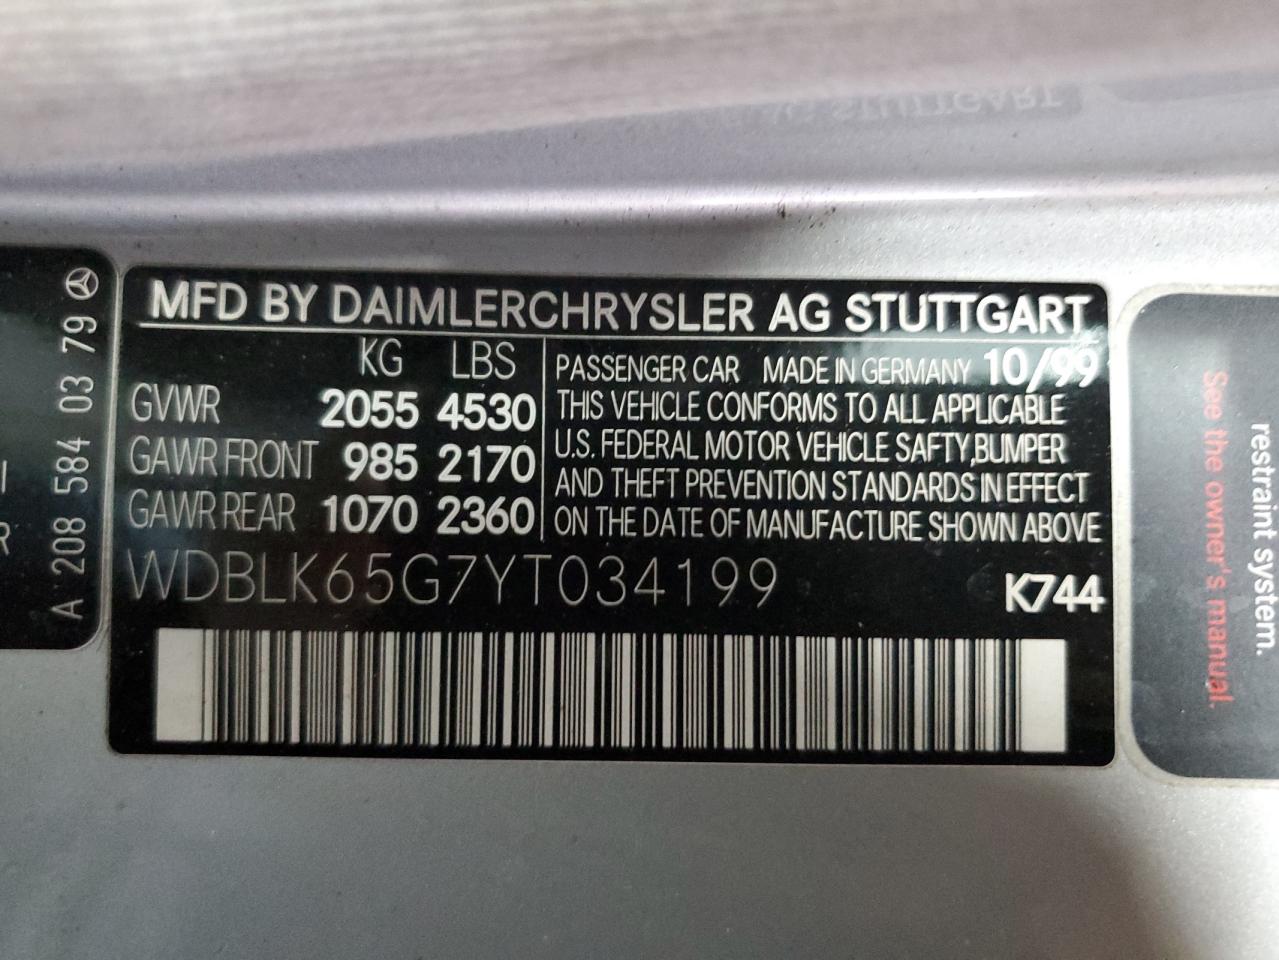 MFD BY DAIMLERCHRYSLER AG STUTTGART
KG LBS
GVWR 2055 4530
GAWR FRONT 985 2170
GAWR REAR 1070 2360
PASSENGER CAR MADE IN GERMANY 10/99
THIS VEHICLE CONFORMS TO ALL APPLICABLE
U.S. FEDERAL MOTOR VEHICLE SAFTY,BUMPER
AND THEFT PREVENTION STANDARDS IN EFFECT
ON THE DATE OF MANUFACTURE SHOWN ABOVE
WDBLK65G7YT034199
K744
A 208 584 03 79
restraint system.
See the owner's manual.
STUTTGART